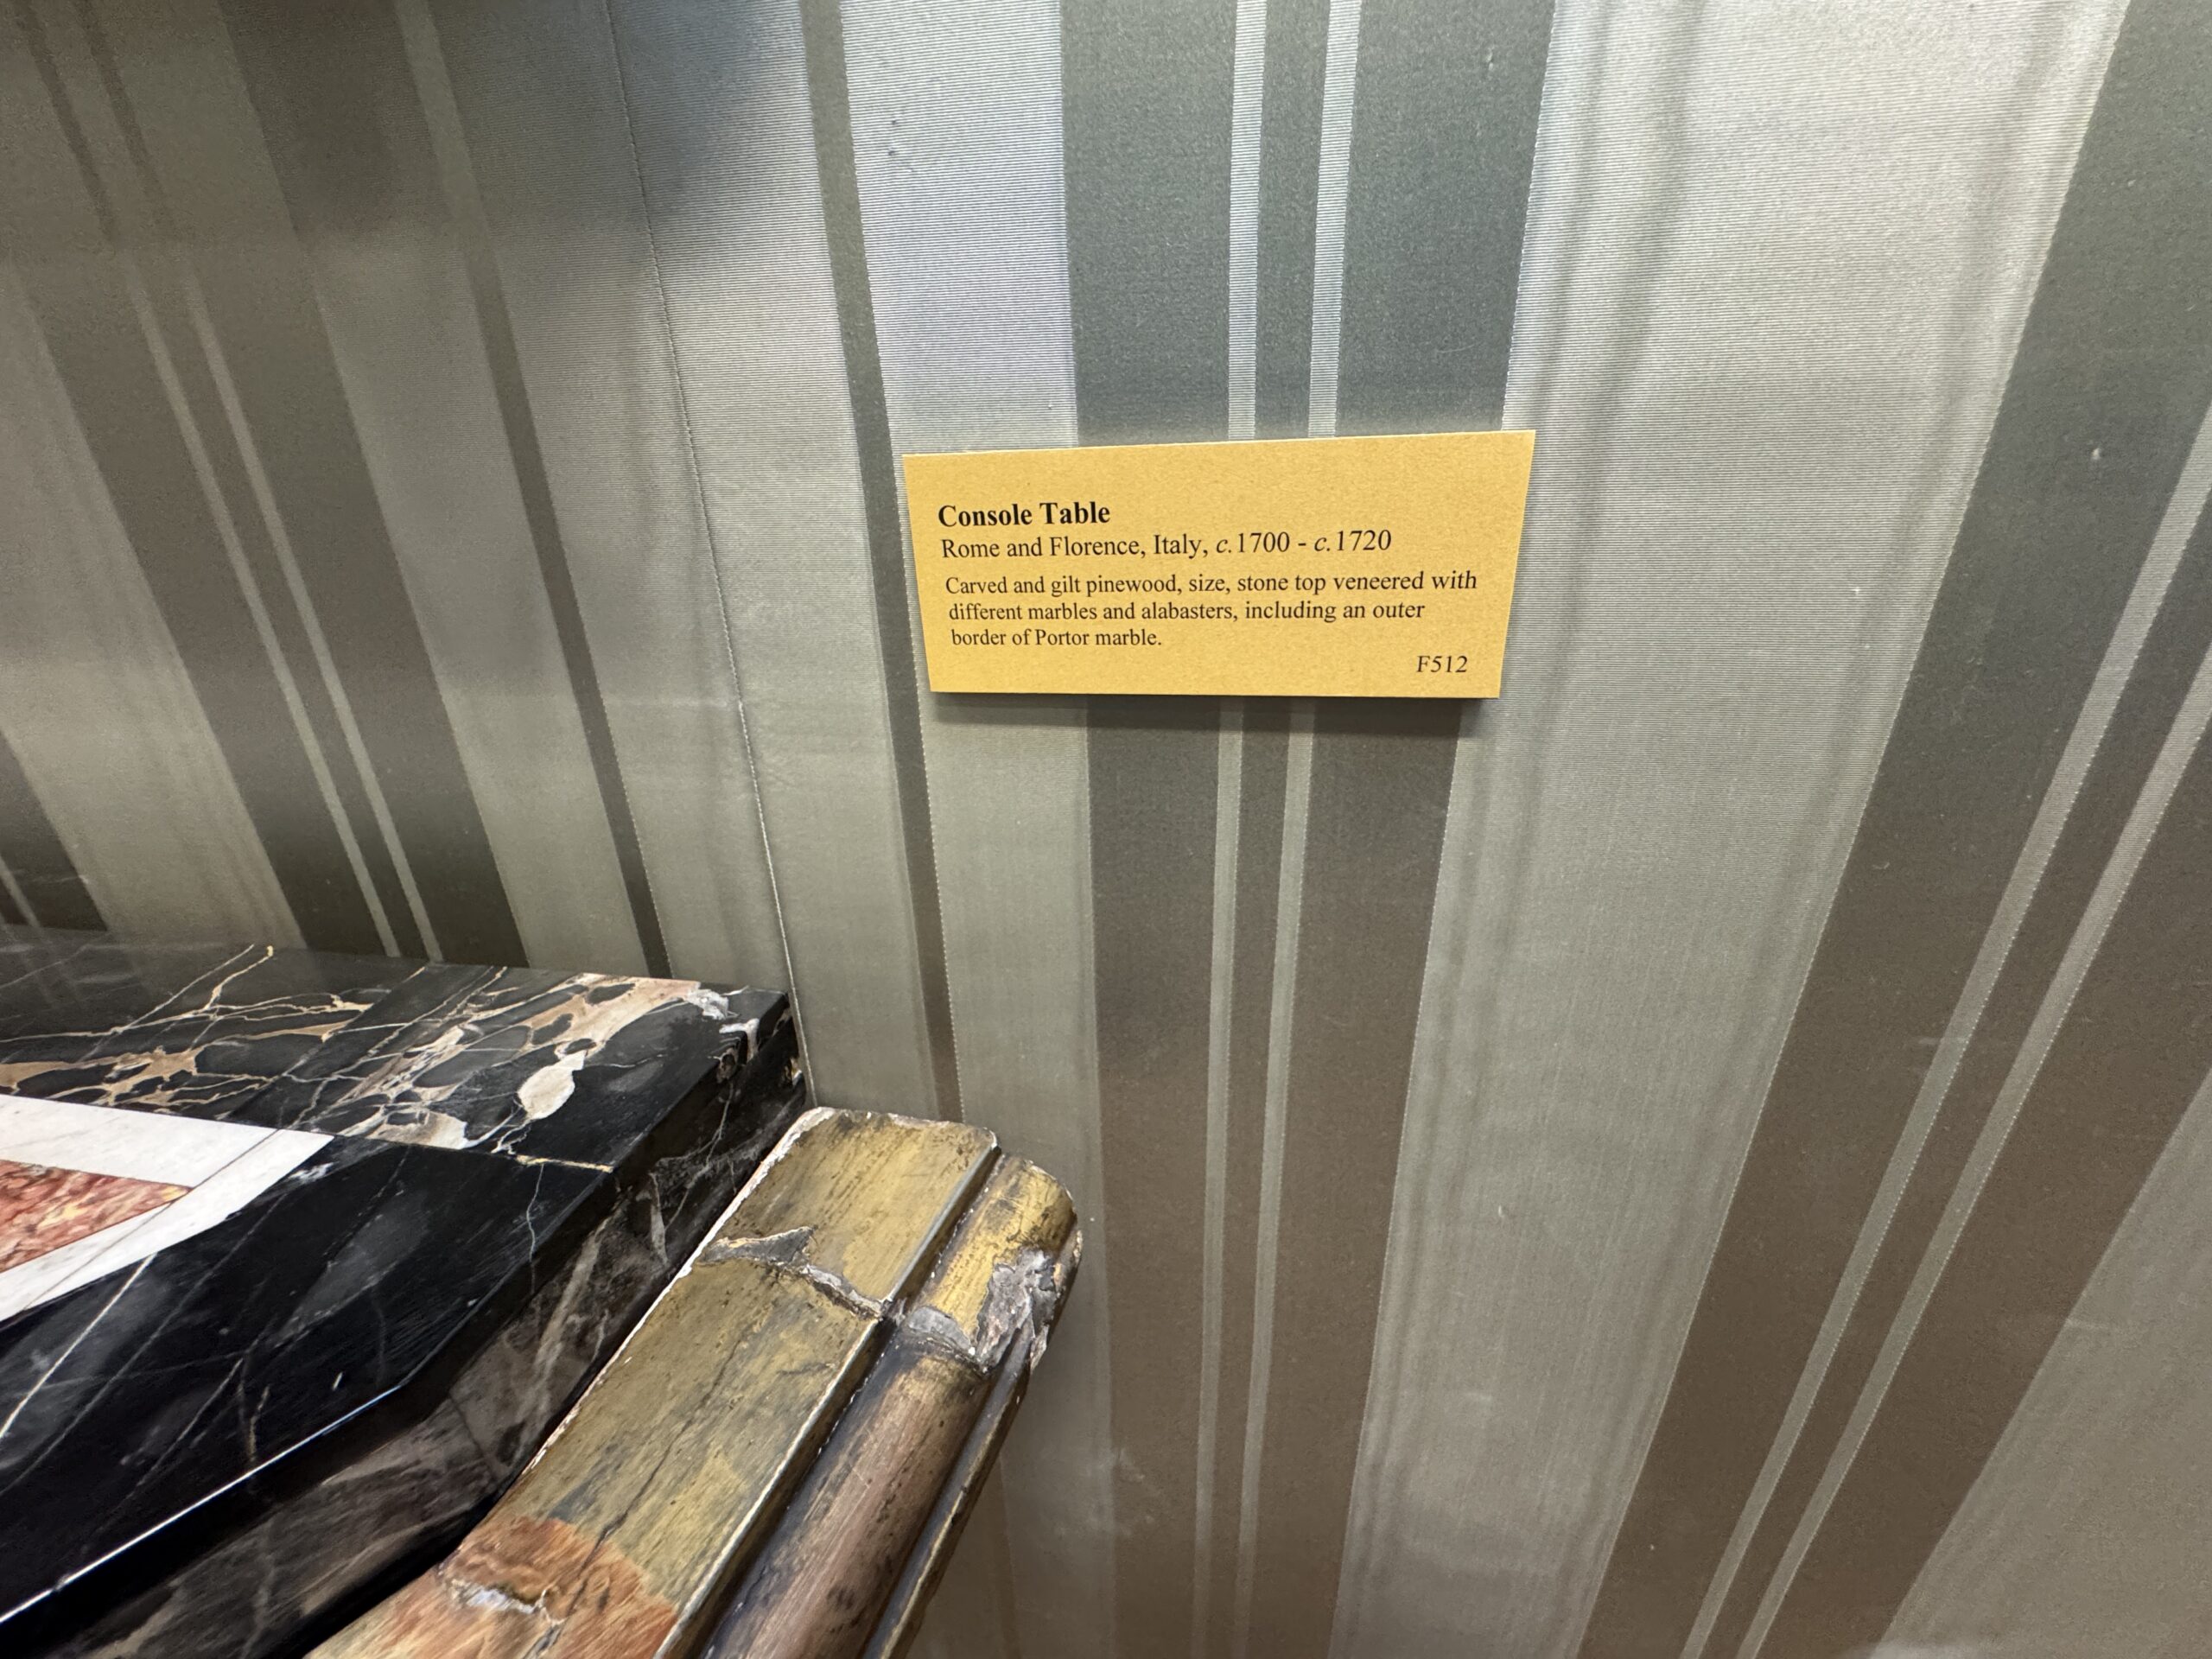 Console Table
Rome and Florence, Italy, c.1700 - c.1720
Carved and gilt pinewood, size, stone top veneered with
different marbles and alabasters, including an outer
border of Portor marble.
F512